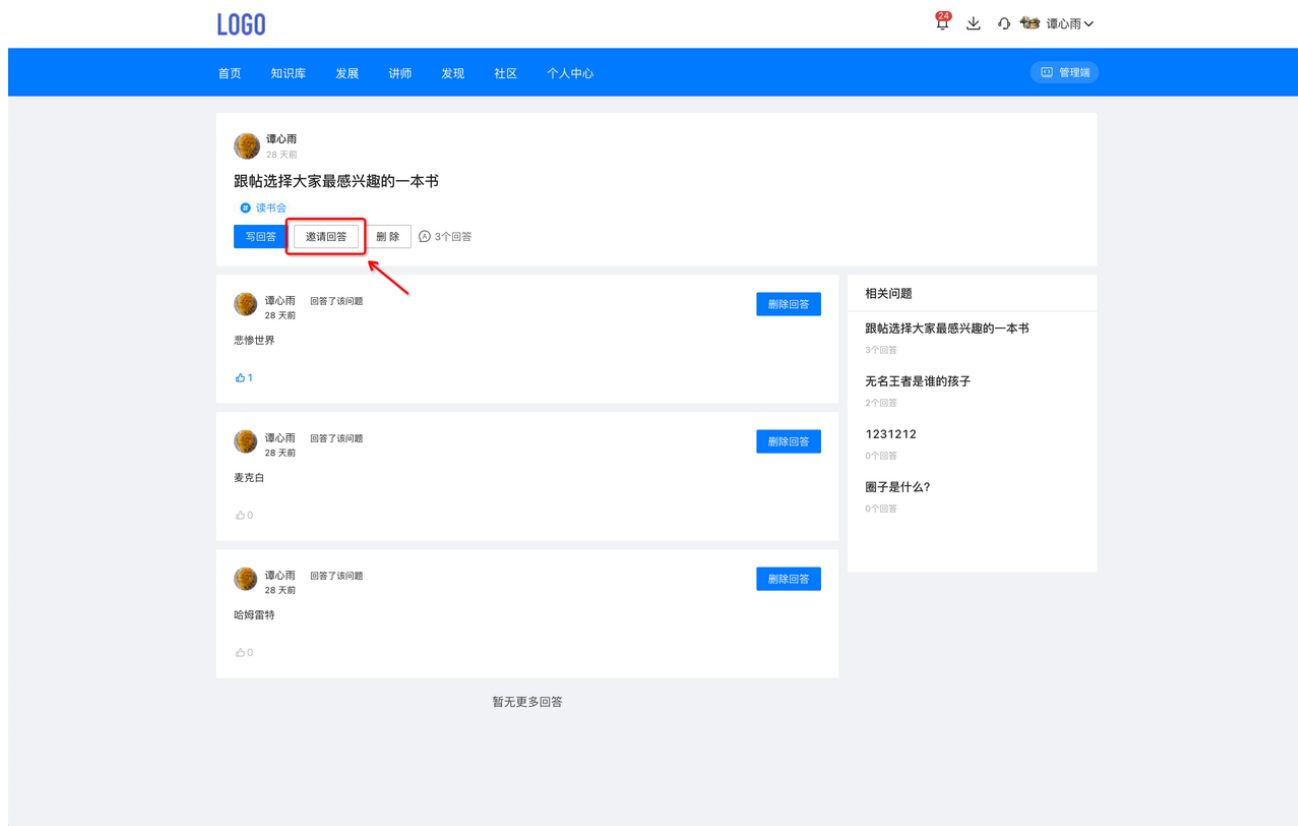 LOGO
24
谭心雨
首页 知识库 发展 讲师 发现 社区 个人中心 管理端
谭心雨
28 天前
跟帖选择大家最感兴趣的一本书
# 读书会
写回答 邀请回答 删 除 3个回答
谭心雨 回答了该问题
28 天前
删除回答
悲惨世界
1
谭心雨 回答了该问题
28 天前
删除回答
麦克白
0
谭心雨 回答了该问题
28 天前
删除回答
哈姆雷特
0
暂无更多回答
相关问题
跟帖选择大家最感兴趣的一本书
3个回答
无名王者是谁的孩子
2个回答
1231212
0个回答
圈子是什么?
0个回答